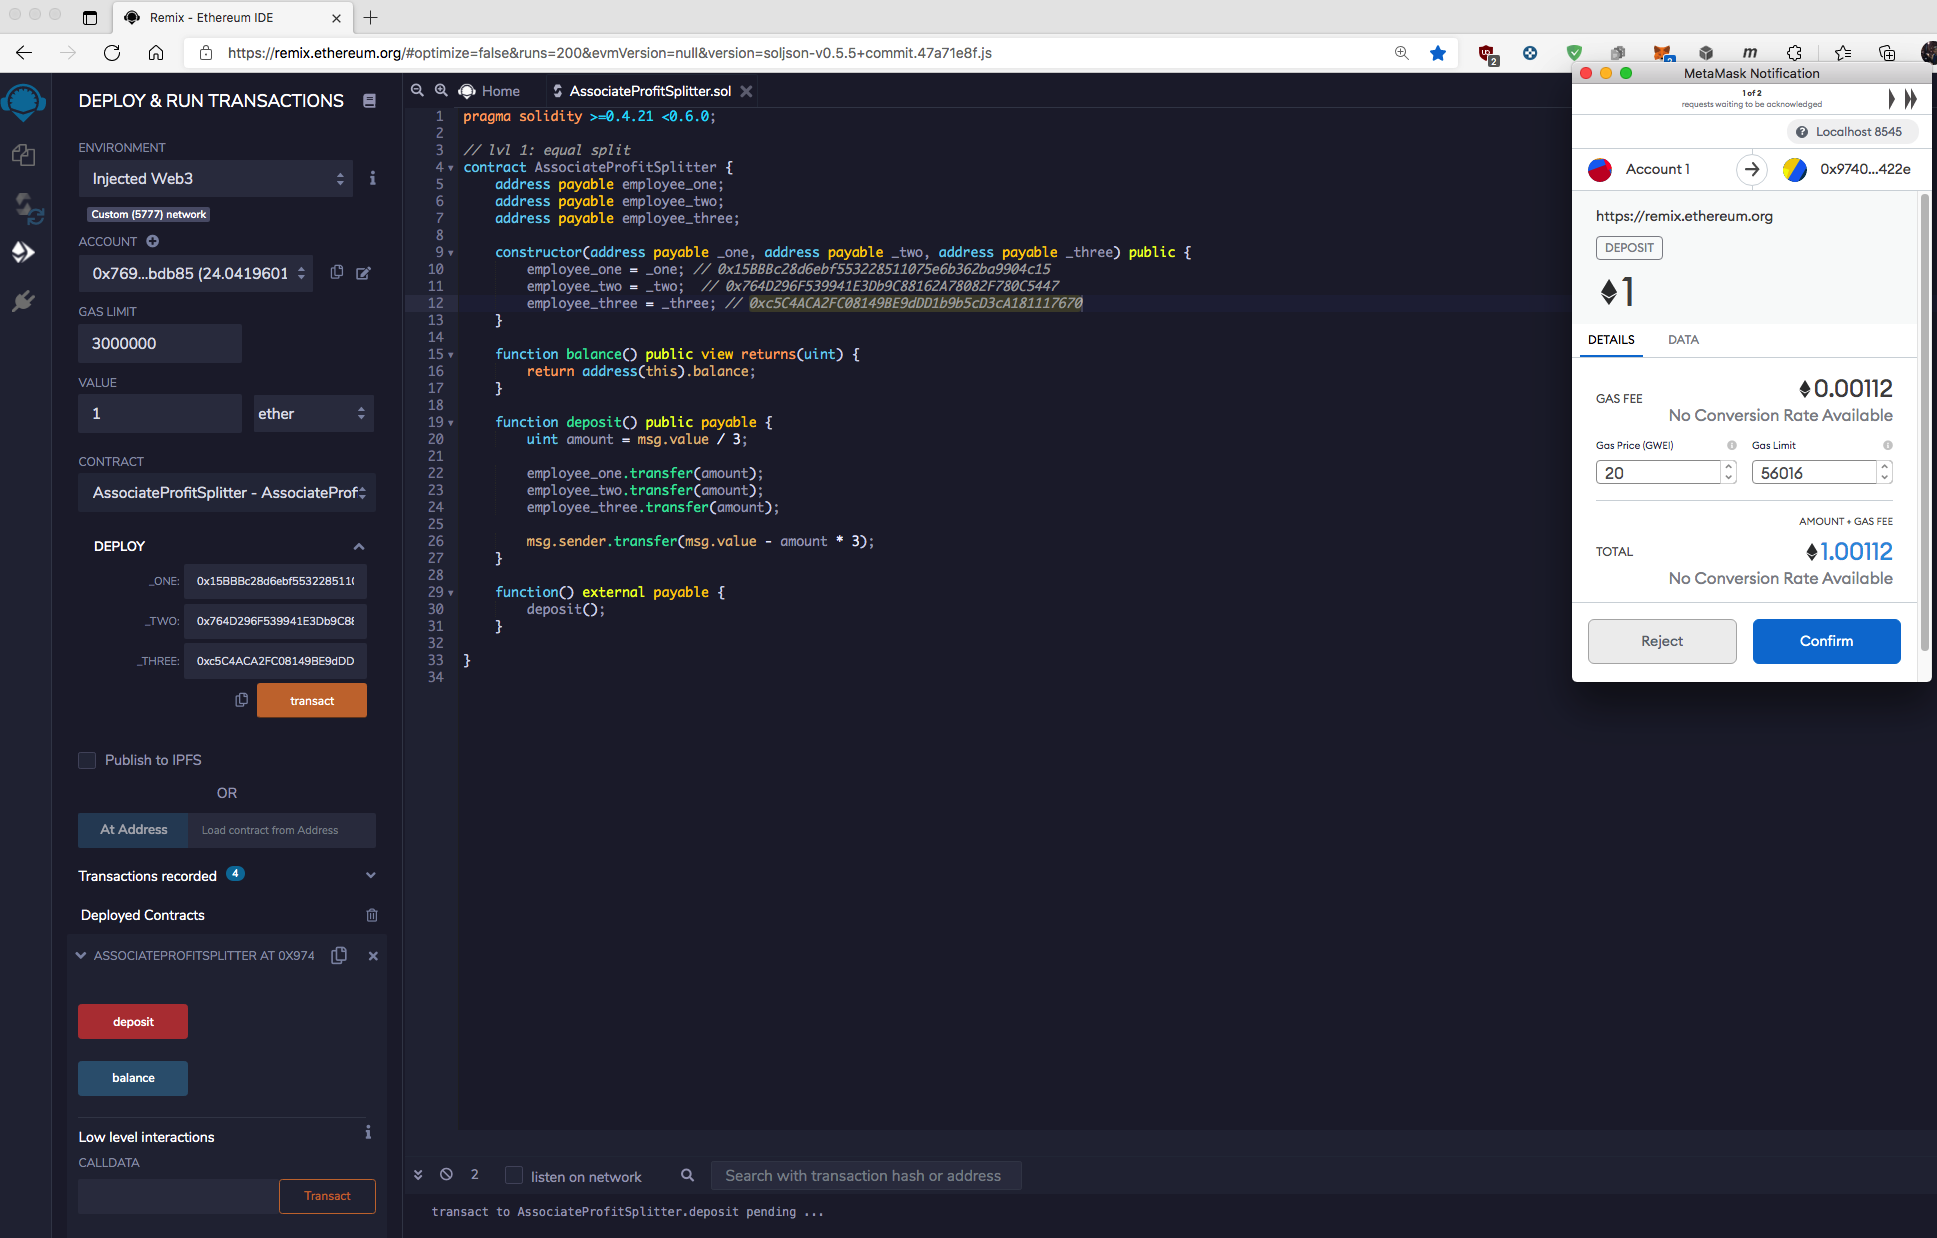 Remix - Ethereum IDE
https://remix.ethereum.org/#optimize=false&runs=200&evmVersion=null&version=soljson-v0.5.5+commit.47a71e8f.js
2
2
m
DEPLOY & RUN TRANSACTIONS
ENVIRONMENT
Injected Web3
Custom (5777) network
ACCOUNT
0x769...bdb85 (24.0419601
GAS LIMIT
3000000
VALUE
1
ether
CONTRACT
AssociateProfitSplitter - AssociateProf
DEPLOY
_ONE:
0x15BBBc28d6ebf5532285110
_TWO:
0x764D296F539941E3Db9C88
_THREE:
0xc5C4ACA2FC08149BE9dDD
transact
Publish to IPFS
OR
At Address
Load contract from Address
Transactions recorded 4
Deployed Contracts
ASSOCIATEPROFITSPLITTER AT 0X974
deposit
balance
Low level interactions
CALLDATA
Transact
Home
AssociateProfitSplitter.sol
1 pragma solidity >=0.4.21 <0.6.0;
2
3 // lvl 1: equal split
4 contract AssociateProfitSplitter {
5 address payable employee_one;
6 address payable employee_two;
7 address payable employee_three;
8
9 constructor(address payable _one, address payable _two, address payable _three) public {
10 employee_one = _one; // 0x15BBBc28d6ebf553228511075e6b362ba9904c15
11 employee_two = _two; // 0x764D296F539941E3Db9C88162A78082F780C5447
12 employee_three = _three; // 0xc5C4ACA2FC08149BE9dDD1b9b5cD3cA181117670
13 }
14
15 function balance() public view returns(uint) {
16 return address(this).balance;
17 }
18
19 function deposit() public payable {
20 uint amount = msg.value / 3;
21
22 employee_one.transfer(amount);
23 employee_two.transfer(amount);
24 employee_three.transfer(amount);
25
26 msg.sender.transfer(msg.value - amount * 3);
27 }
28
29 function() external payable {
30 deposit();
31 }
32
33 }
34
2
listen on network
Search with transaction hash or address
transact to AssociateProfitSplitter.deposit pending ...
MetaMask Notification
1 of 2
requests waiting to be acknowledged
Localhost 8545
Account 1
0x9740...422e
https://remix.ethereum.org
DEPOSIT
1
DETAILS
DATA
GAS FEE
0.00112
No Conversion Rate Available
Gas Price (GWEI)
Gas Limit
20
56016
AMOUNT + GAS FEE
TOTAL
1.00112
No Conversion Rate Available
Reject
Confirm